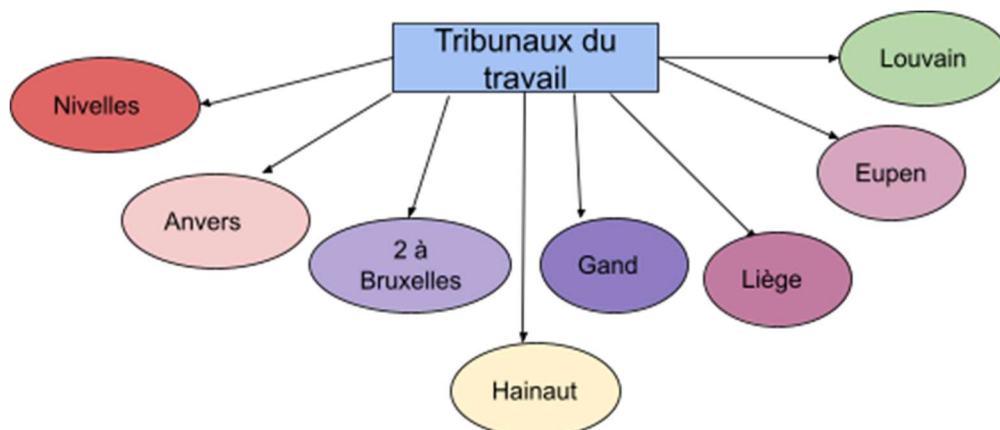 Tribunaux du
travail
Louvain
Nivelles
Eupen
Anvers
2 à
Bruxelles
Gand
Liège
Hainaut